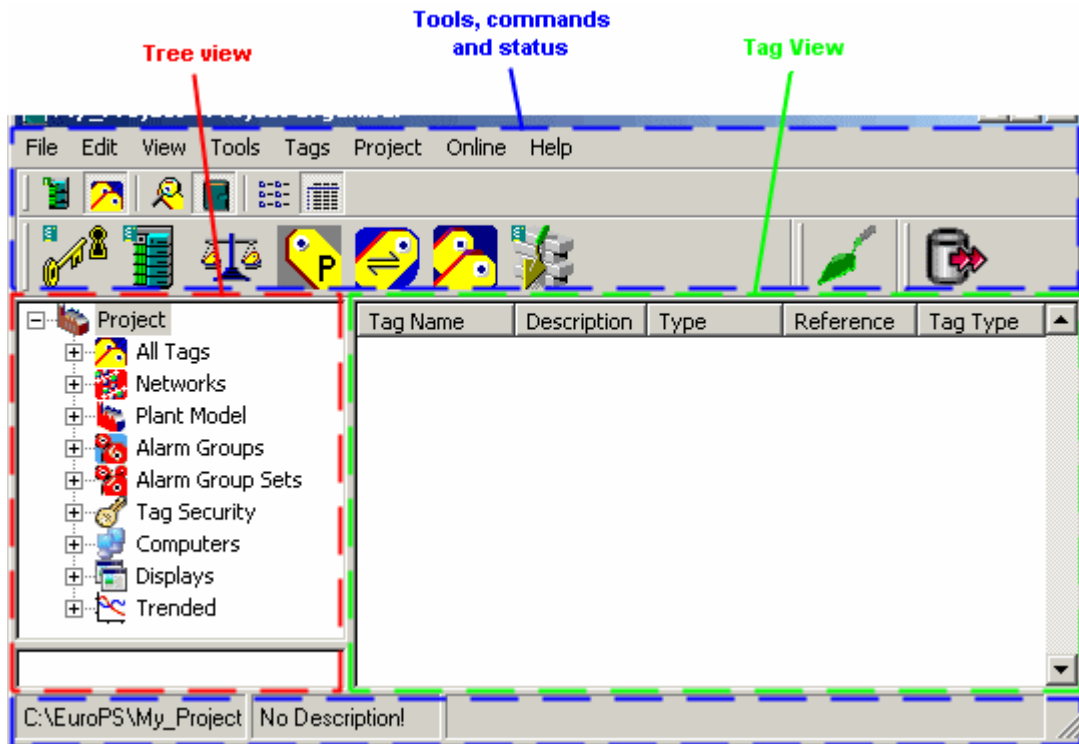 Tools, commands
and status
Tree view
Tag View
File Edit View Tools Tags Project Online Help
P
Project
All Tags
Networks
Plant Model
Alarm Groups
Alarm Group Sets
Tag Security
Computers
Displays
Trended
Tag Name Description Type Reference Tag Type
C:\EuroPS\My_Project No Description!